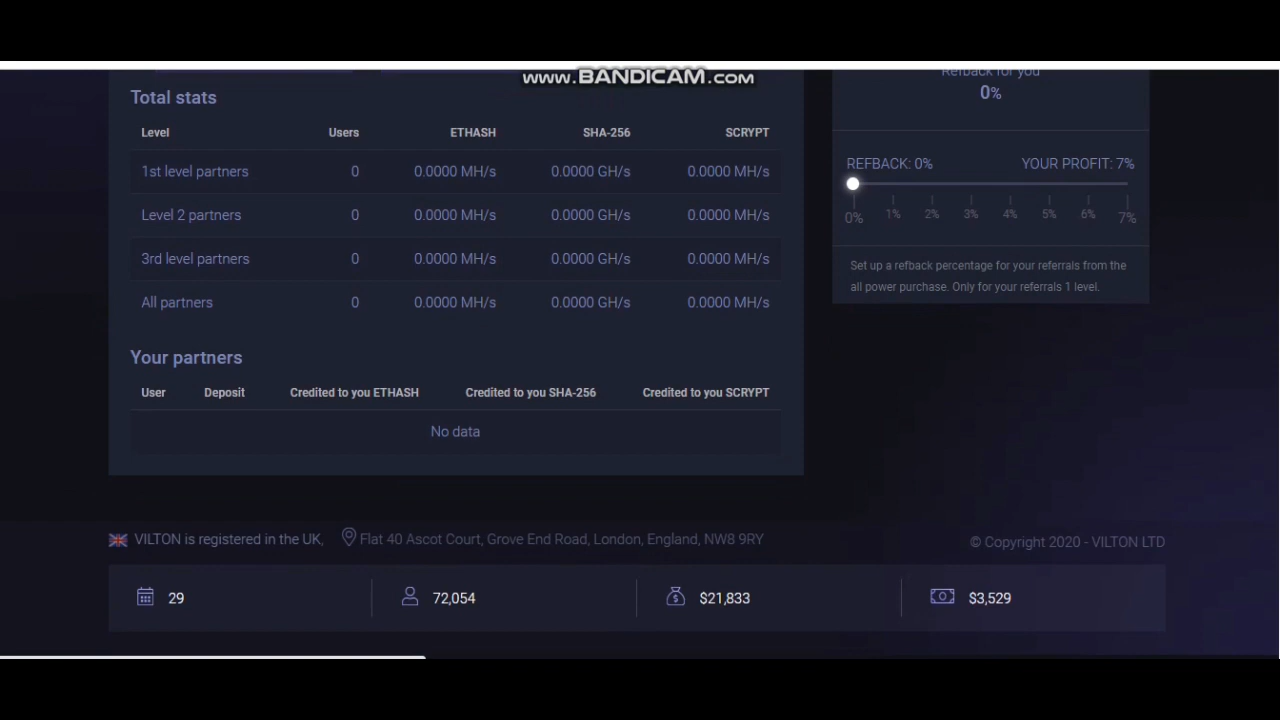 www.BANDICAM.com
Refback for you
0%
Total stats
Level Users ETHASH SHA-256 SCRYPT
1st level partners 0 0.0000 MH/s 0.0000 GH/s 0.0000 MH/s
Level 2 partners 0 0.0000 MH/s 0.0000 GH/s 0.0000 MH/s
3rd level partners 0 0.0000 MH/s 0.0000 GH/s 0.0000 MH/s
All partners 0 0.0000 MH/s 0.0000 GH/s 0.0000 MH/s
REFBACK: 0% YOUR PROFIT: 7%
0% 1% 2% 3% 4% 5% 6% 7%
Set up a refback percentage for your referrals from the
all power purchase. Only for your referrals 1 level.
Your partners
User Deposit Credited to you ETHASH Credited to you SHA-256 Credited to you SCRYPT
No data
VILTON is registered in the UK, Flat 40 Ascot Court, Grove End Road, London, England, NW8 9RY
© Copyright 2020 - VILTON LTD
29 72,054 $21,833 $3,529